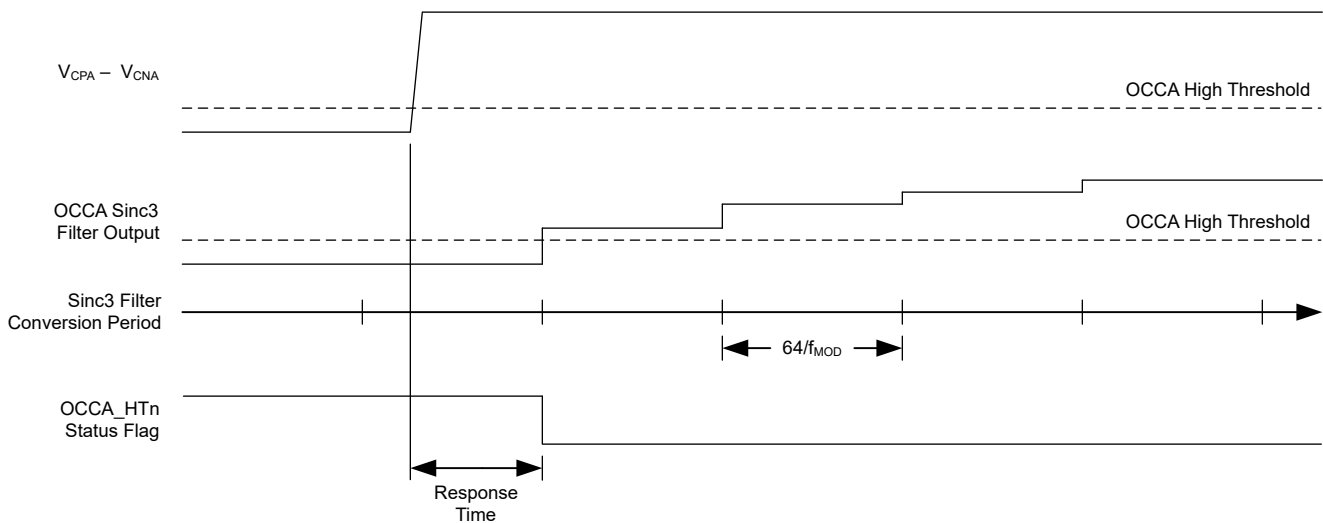 V_CPA – V_CNA
OCCA High Threshold
OCCA Sinc3
Filter Output
OCCA High Threshold
Sinc3 Filter
Conversion Period
64/f_MOD
OCCA_HTn
Status Flag
Response
Time